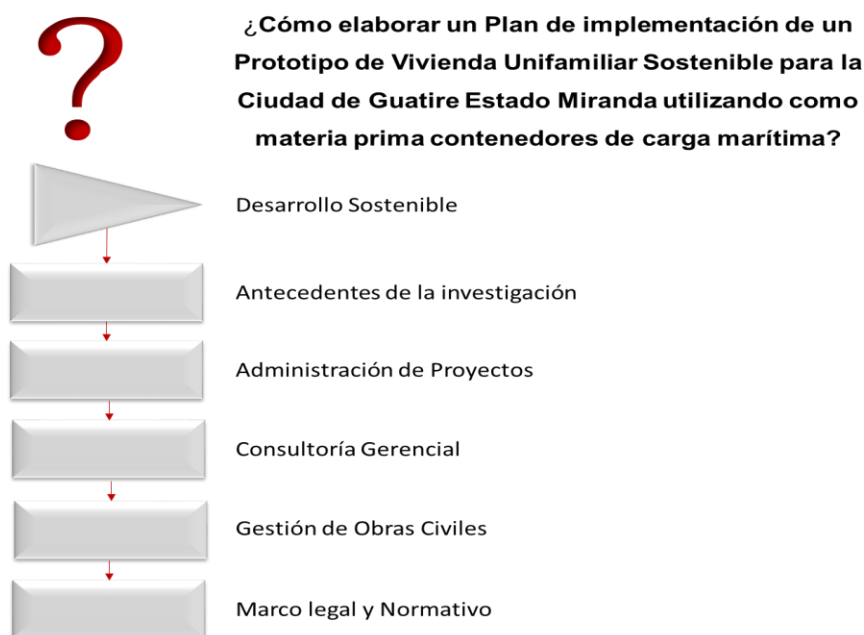 ¿Cómo elaborar un Plan de implementación de un
Prototipo de Vivienda Unifamiliar Sostenible para la
Ciudad de Guatire Estado Miranda utilizando como
materia prima contenedores de carga marítima?
Desarrollo Sostenible
Antecedentes de la investigación
Administración de Proyectos
Consultoría Gerencial
Gestión de Obras Civiles
Marco legal y Normativo